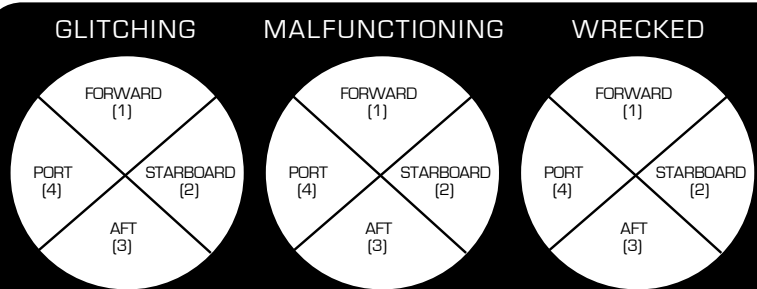 GLITCHING
FORWARD
(1)
PORT
(4)
STARBOARD
(2)
AFT
(3)
MALFUNCTIONING
FORWARD
(1)
PORT
(4)
STARBOARD
(2)
AFT
(3)
WRECKED
FORWARD
(1)
PORT
(4)
STARBOARD
(2)
AFT
(3)